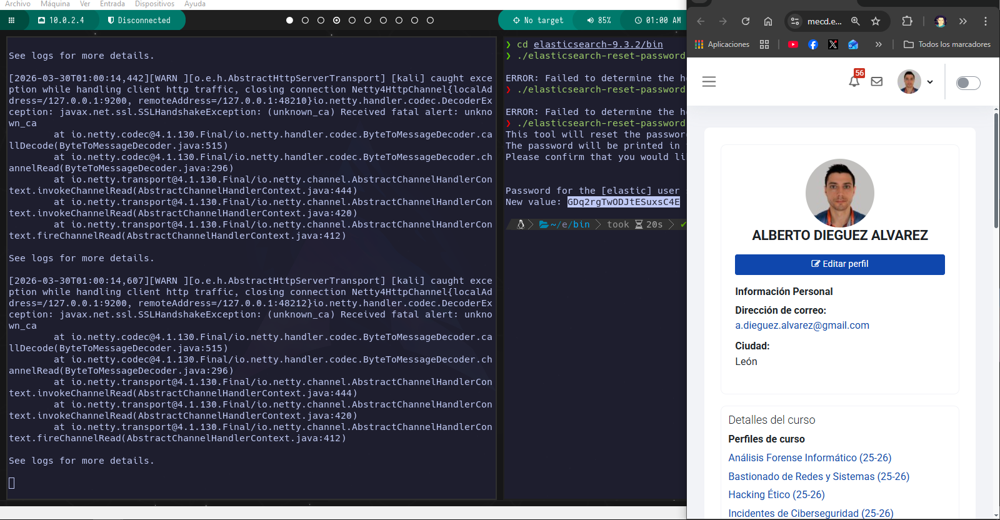 Archivo Máquina Ver Entrada Dispositivos Ayuda
10.0.2.4 Disconnected No target 85% 01:00 AM
See logs for more details.
[2026-03-30T01:00:14,442][WARN ][o.e.h.AbstractHttpServerTransport] [kali] caught exce
ption while handling client http traffic, closing connection Netty4HttpChannel{localAd
dress=/127.0.0.1:9200, remoteAddress=/127.0.0.1:48210}io.netty.handler.codec.DecoderEx
ception: javax.net.ssl.SSLHandshakeException: (unknown_ca) Received fatal alert: unkno
wn_ca
at io.netty.codec@4.1.130.Final/io.netty.handler.codec.ByteToMessageDecoder.ca
llDecode(ByteToMessageDecoder.java:515)
at io.netty.codec@4.1.130.Final/io.netty.handler.codec.ByteToMessageDecoder.ch
annelRead(ByteToMessageDecoder.java:296)
at io.netty.transport@4.1.130.Final/io.netty.channel.AbstractChannelHandlerCon
text.invokeChannelRead(AbstractChannelHandlerContext.java:444)
at io.netty.transport@4.1.130.Final/io.netty.channel.AbstractChannelHandlerCon
text.invokeChannelRead(AbstractChannelHandlerContext.java:420)
at io.netty.transport@4.1.130.Final/io.netty.channel.AbstractChannelHandlerCon
text.fireChannelRead(AbstractChannelHandlerContext.java:412)
See logs for more details.
[2026-03-30T01:00:14,607][WARN ][o.e.h.AbstractHttpServerTransport] [kali] caught exce
ption while handling client http traffic, closing connection Netty4HttpChannel{localAd
dress=/127.0.0.1:9200, remoteAddress=/127.0.0.1:48212}io.netty.handler.codec.DecoderEx
ception: javax.net.ssl.SSLHandshakeException: (unknown_ca) Received fatal alert: unkno
wn_ca
at io.netty.codec@4.1.130.Final/io.netty.handler.codec.ByteToMessageDecoder.ca
llDecode(ByteToMessageDecoder.java:515)
at io.netty.codec@4.1.130.Final/io.netty.handler.codec.ByteToMessageDecoder.ch
annelRead(ByteToMessageDecoder.java:296)
at io.netty.transport@4.1.130.Final/io.netty.channel.AbstractChannelHandlerCon
text.invokeChannelRead(AbstractChannelHandlerContext.java:444)
at io.netty.transport@4.1.130.Final/io.netty.channel.AbstractChannelHandlerCon
text.invokeChannelRead(AbstractChannelHandlerContext.java:420)
at io.netty.transport@4.1.130.Final/io.netty.channel.AbstractChannelHandlerCon
text.fireChannelRead(AbstractChannelHandlerContext.java:412)
See logs for more details.
❯ cd elasticsearch-9.3.2/bin
❯ ./elasticsearch-reset-password
ERROR: Failed to determine the he
❯ ./elasticsearch-reset-password
ERROR: Failed to determine the he
❯ ./elasticsearch-reset-password
This tool will reset the password
The password will be printed in
Please confirm that you would li
Password for the [elastic] user
New value: GDq2rgTwODJtESuxsC4E
~/e/bin took 20s ✔
mecd.e...
Aplicaciones Todos los marcadores
56
ALBERTO DIEGUEZ ALVAREZ
Editar perfil
Información Personal
Dirección de correo:
a.dieguez.alvarez@gmail.com
Ciudad:
León
Detalles del curso
Perfiles de curso
Análisis Forense Informático (25-26)
Bastionado de Redes y Sistemas (25-26)
Hacking Ético (25-26)
Incidentes de Ciberseguridad (25-26)